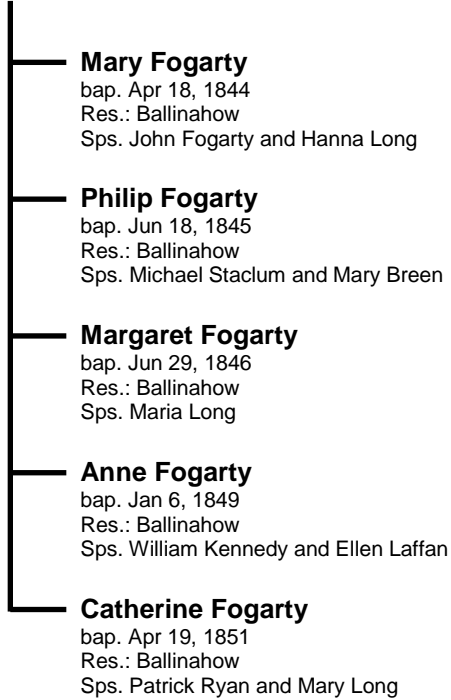 Mary Fogarty
bap. Apr 18, 1844
Res.: Ballinahow
Sps. John Fogarty and Hanna Long
Philip Fogarty
bap. Jun 18, 1845
Res.: Ballinahow
Sps. Michael Staclum and Mary Breen
Margaret Fogarty
bap. Jun 29, 1846
Res.: Ballinahow
Sps. Maria Long
Anne Fogarty
bap. Jan 6, 1849
Res.: Ballinahow
Sps. William Kennedy and Ellen Laffan
Catherine Fogarty
bap. Apr 19, 1851
Res.: Ballinahow
Sps. Patrick Ryan and Mary Long